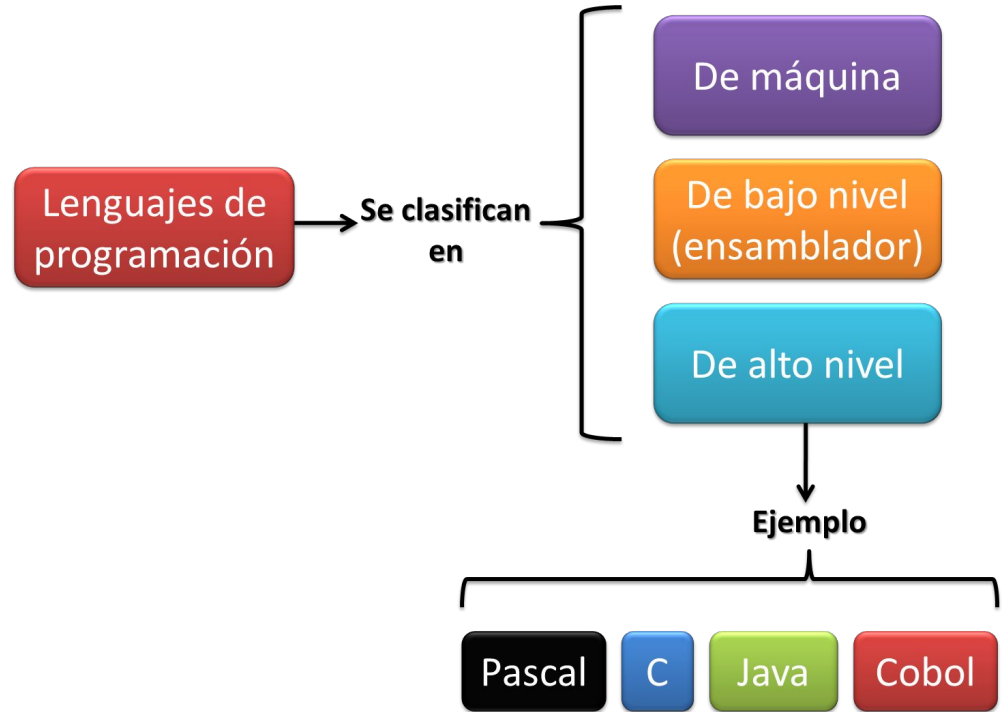 De máquina
Lenguajes de
programación
Se clasifican
en
De bajo nivel
(ensamblador)
De alto nivel
Ejemplo
Pascal
C
Java
Cobol